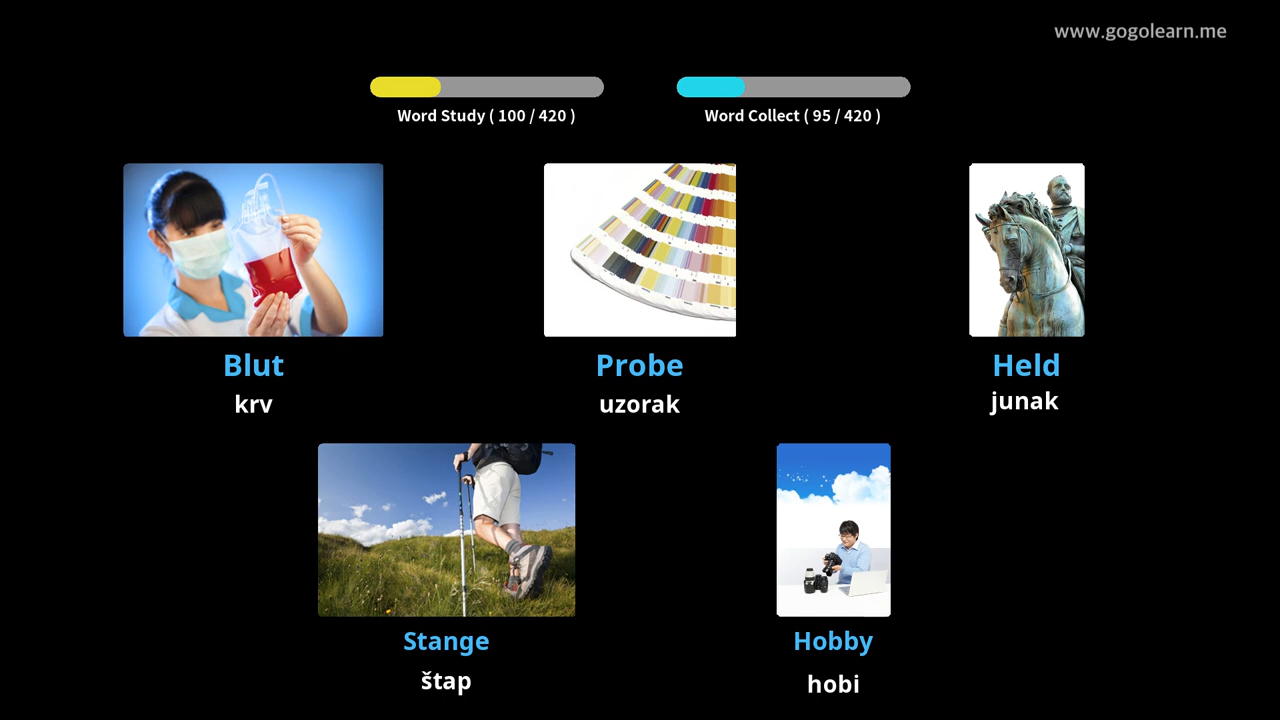 www.gogolearn.me
Word Study ( 100 / 420 )
Word Collect ( 95 / 420 )
Blut
Probe
Held
krv
uzorak
junak
Stange
Hobby
štap
hobi